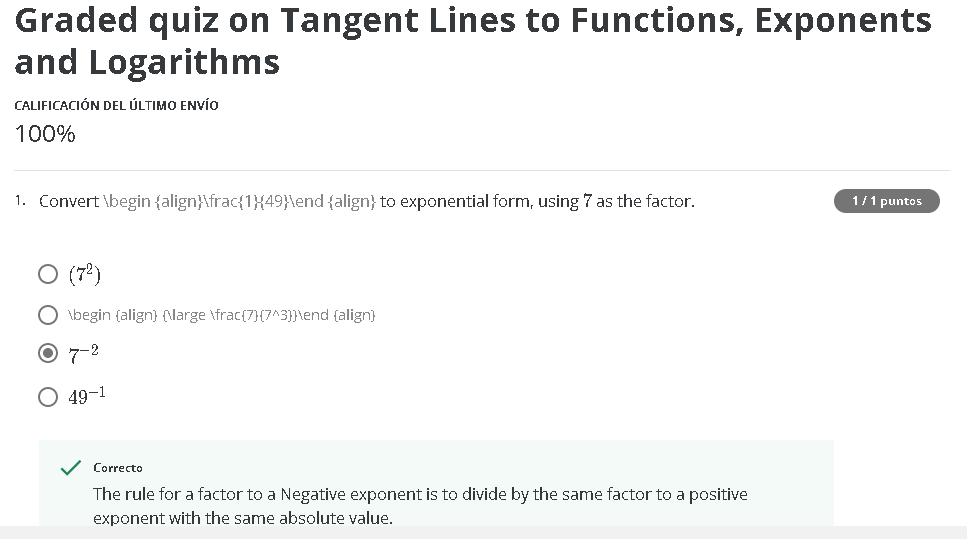 Graded quiz on Tangent Lines to Functions, Exponents
and Logarithms
CALIFICACIÓN DEL ÚLTIMO ENVÍO
100%
1. Convert \begin {align}\frac{1}{49}\end {align} to exponential form, using 7 as the factor.
1 / 1 puntos
(7²)
\begin {align} {\large \frac{7}{7^3}}\end {align}
7⁻²
49⁻¹
Correcto
The rule for a factor to a Negative exponent is to divide by the same factor to a positive
exponent with the same absolute value.